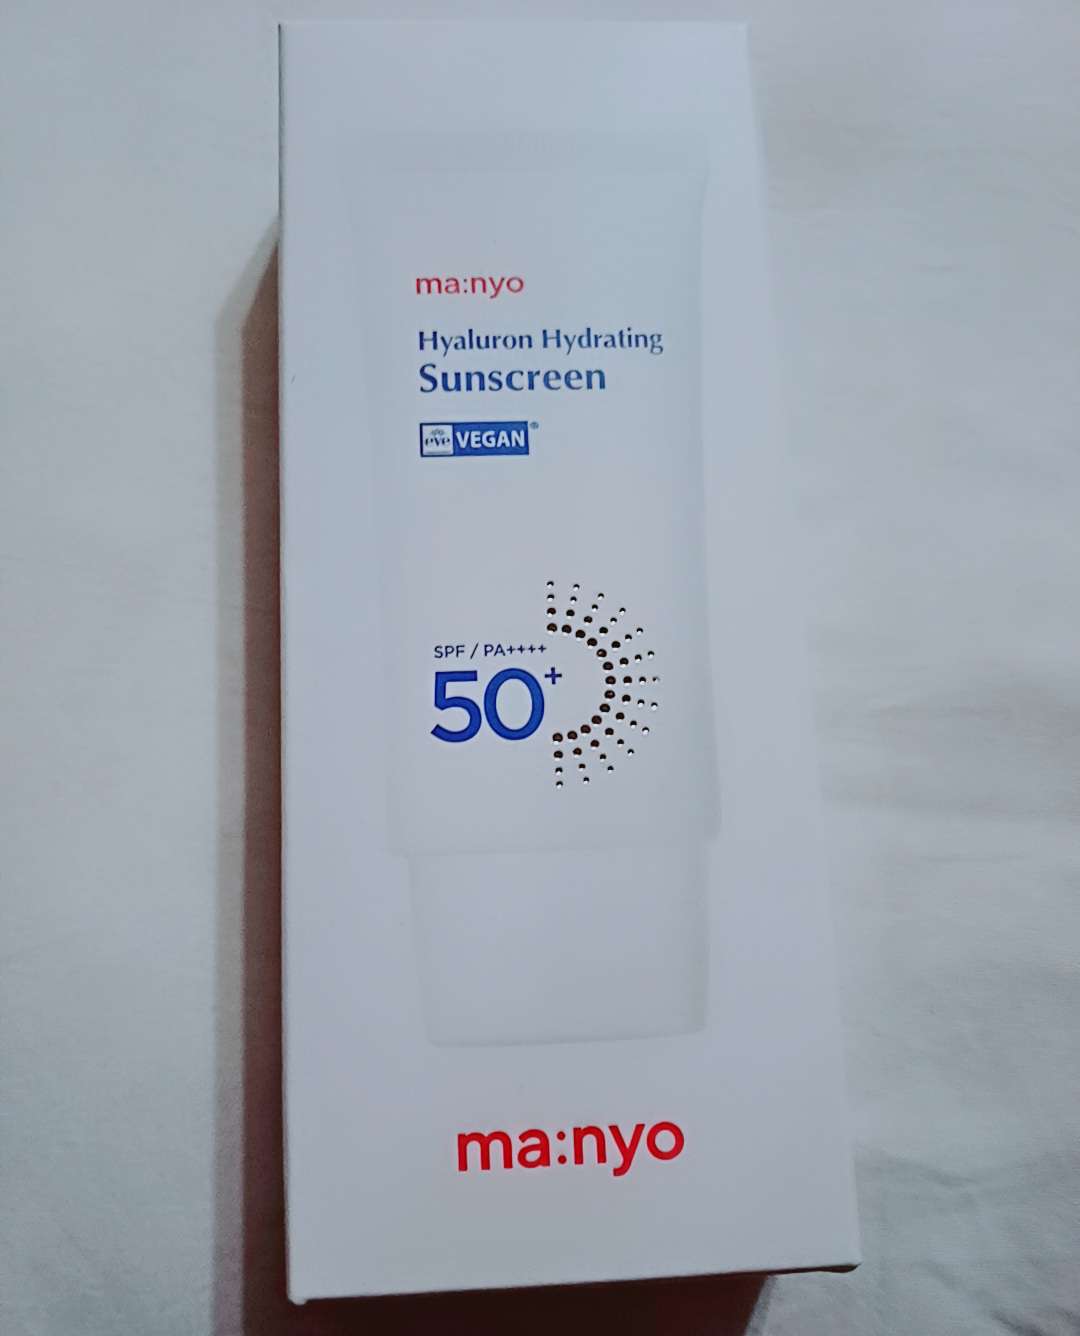 ma:nyo
Hyaluron Hydrating
Sunscreen
eve VEGAN®
SPF / PA++++
50+
ma:nyo